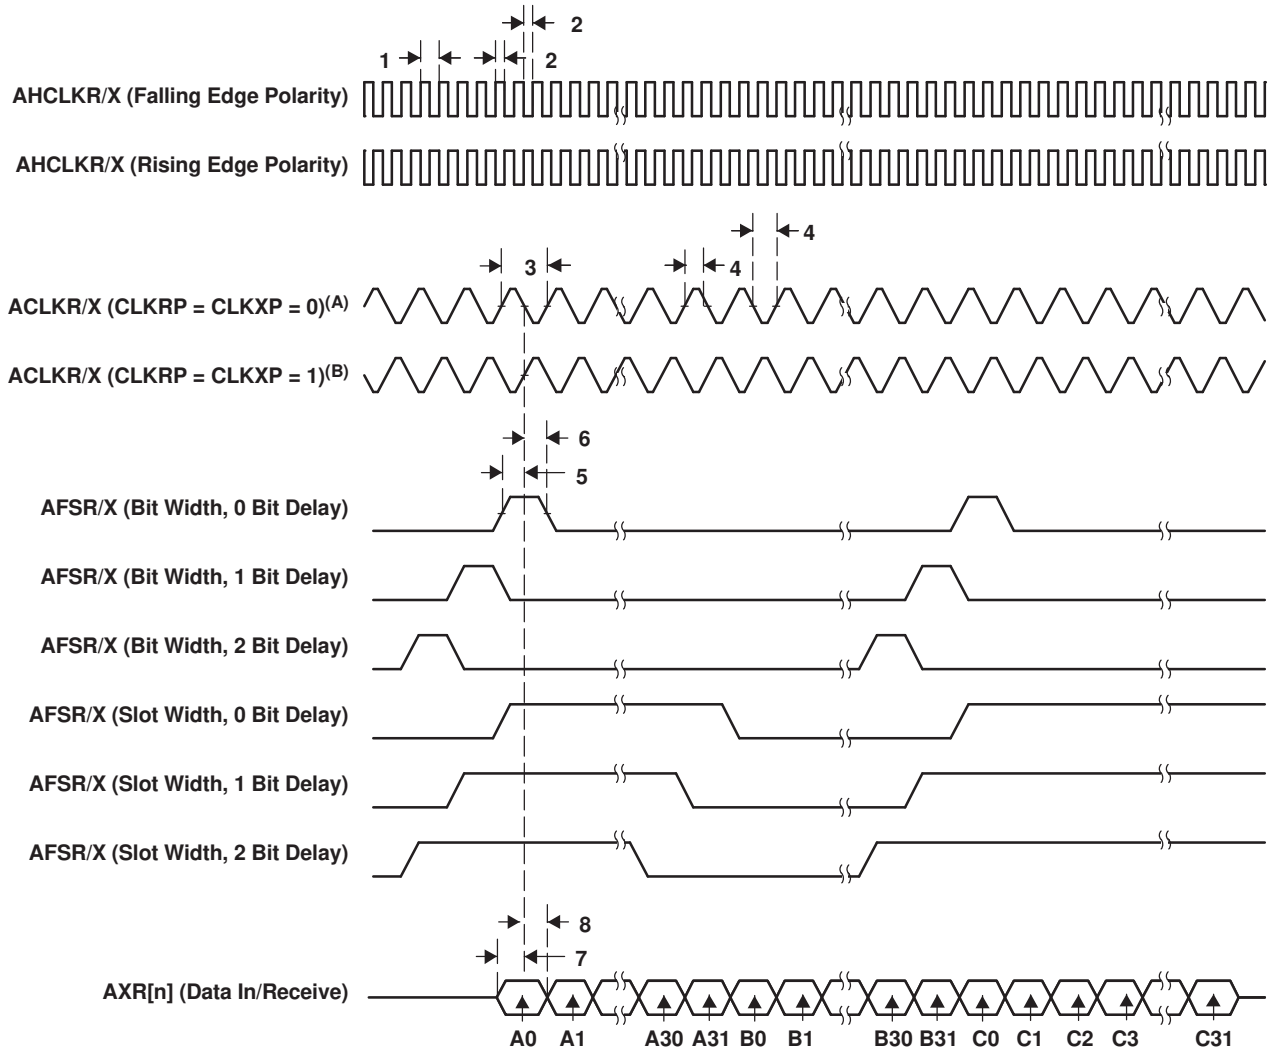 2
1
2
AHCLKR/X (Falling Edge Polarity)
AHCLKR/X (Rising Edge Polarity)
4
3
4
ACLKR/X (CLKRP = CLKXP = 0)(A)
ACLKR/X (CLKRP = CLKXP = 1)(B)
6
5
AFSR/X (Bit Width, 0 Bit Delay)
AFSR/X (Bit Width, 1 Bit Delay)
AFSR/X (Bit Width, 2 Bit Delay)
AFSR/X (Slot Width, 0 Bit Delay)
AFSR/X (Slot Width, 1 Bit Delay)
AFSR/X (Slot Width, 2 Bit Delay)
8
7
AXR[n] (Data In/Receive)
A0 A1 A30 A31 B0 B1 B30 B31 C0 C1 C2 C3 C31